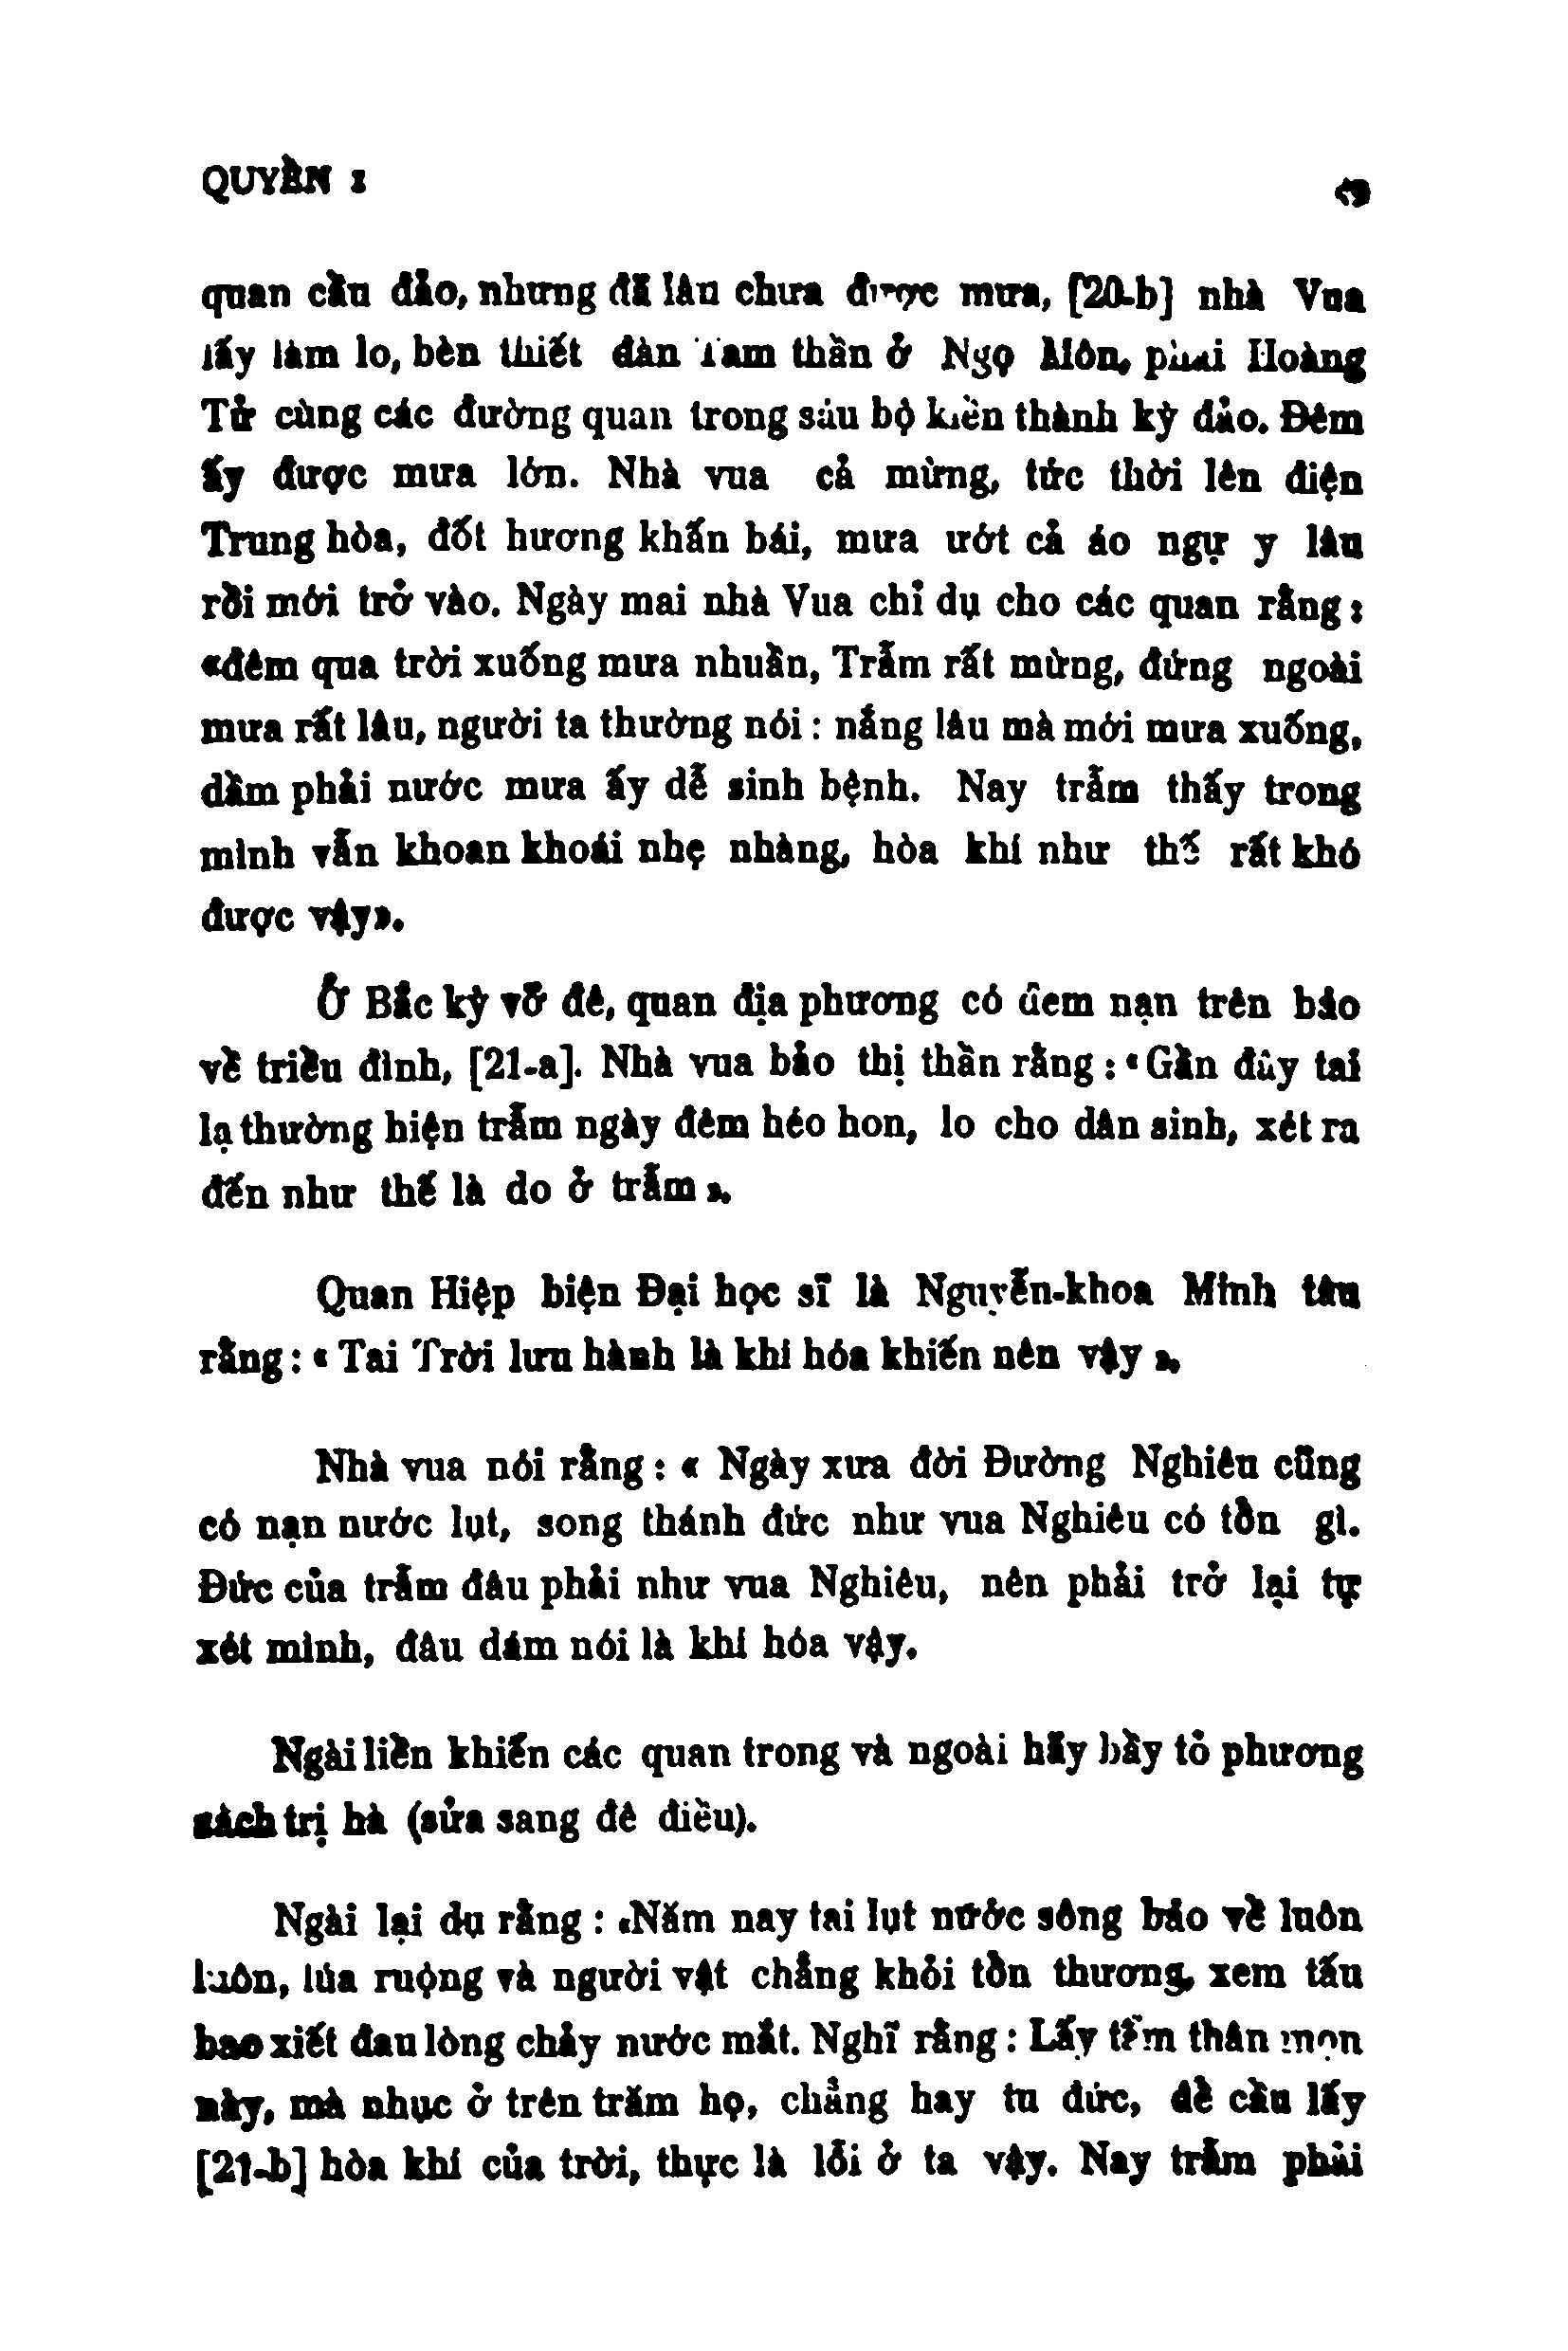 QUYỀN I
quan cầu đảo, nhưng đã lâu chưa được mưa, [20-b] nhà Vua
lấy làm lo, bèn thiết đàn Tam thần ở Ngọ Môn, phái Hoàng
Tử cùng các đường quan trong sáu bộ kiền thành kỳ đảo. Đêm
ấy được mưa lớn. Nhà vua cả mừng, tức thời lên điện
Trung hòa, đốt hương khấn bái, mưa ướt cả áo ngự y lâu
rồi mới trở vào. Ngày mai nhà Vua chỉ dụ cho các quan rằng :
«đêm qua trời xuống mưa nhuần, Trẫm rất mừng, đứng ngoài
mưa rất lâu, người ta thường nói : nắng lâu mà mới mưa xuống,
dầm phải nước mưa ấy dễ sinh bệnh. Nay trẫm thấy trong
mình vẫn khoan khoái nhẹ nhàng, hòa khí như thế rất khó
được vậy».
Ở Bắc kỳ vỡ đê, quan địa phương có đem nạn trên báo
về triều đình, [21-a]. Nhà vua bảo thị thần rằng : « Gần đây tai
lạ thường hiện trẫm ngày đêm héo hon, lo cho dân sinh, xét ra
đến như thế là do ở trẫm ».
Quan Hiệp biện Đại học sĩ là Nguyễn-khoa Minh tâu
rằng : « Tai Trời lưu hành là khí hóa khiến nên vậy ».
Nhà vua nói rằng : « Ngày xưa đời Đường Nghiêu cũng
có nạn nước lụt, song thánh đức như vua Nghiêu có tồn gì.
Đức của trẫm đâu phải như vua Nghiêu, nên phải trở lại tự
xét mình, đâu dám nói là khí hóa vậy.
Ngài liền khiến các quan trong và ngoài hãy bầy tỏ phương
sách trị hà (sửa sang đê điều).
Ngài lại dụ rằng : «Năm nay tai lụt nước sông báo về luôn
luôn, lúa ruộng và người vật chẳng khỏi tồn thương, xem tấu
bao xiết đau lòng chảy nước mắt. Nghĩ rằng : Lấy tấm thân mọn
này, mà nhục ở trên trăm họ, chẳng hay tu đức, đề cầu lấy
[21-b] hòa khí của trời, thực là lỗi ở ta vậy. Nay trẫm phải